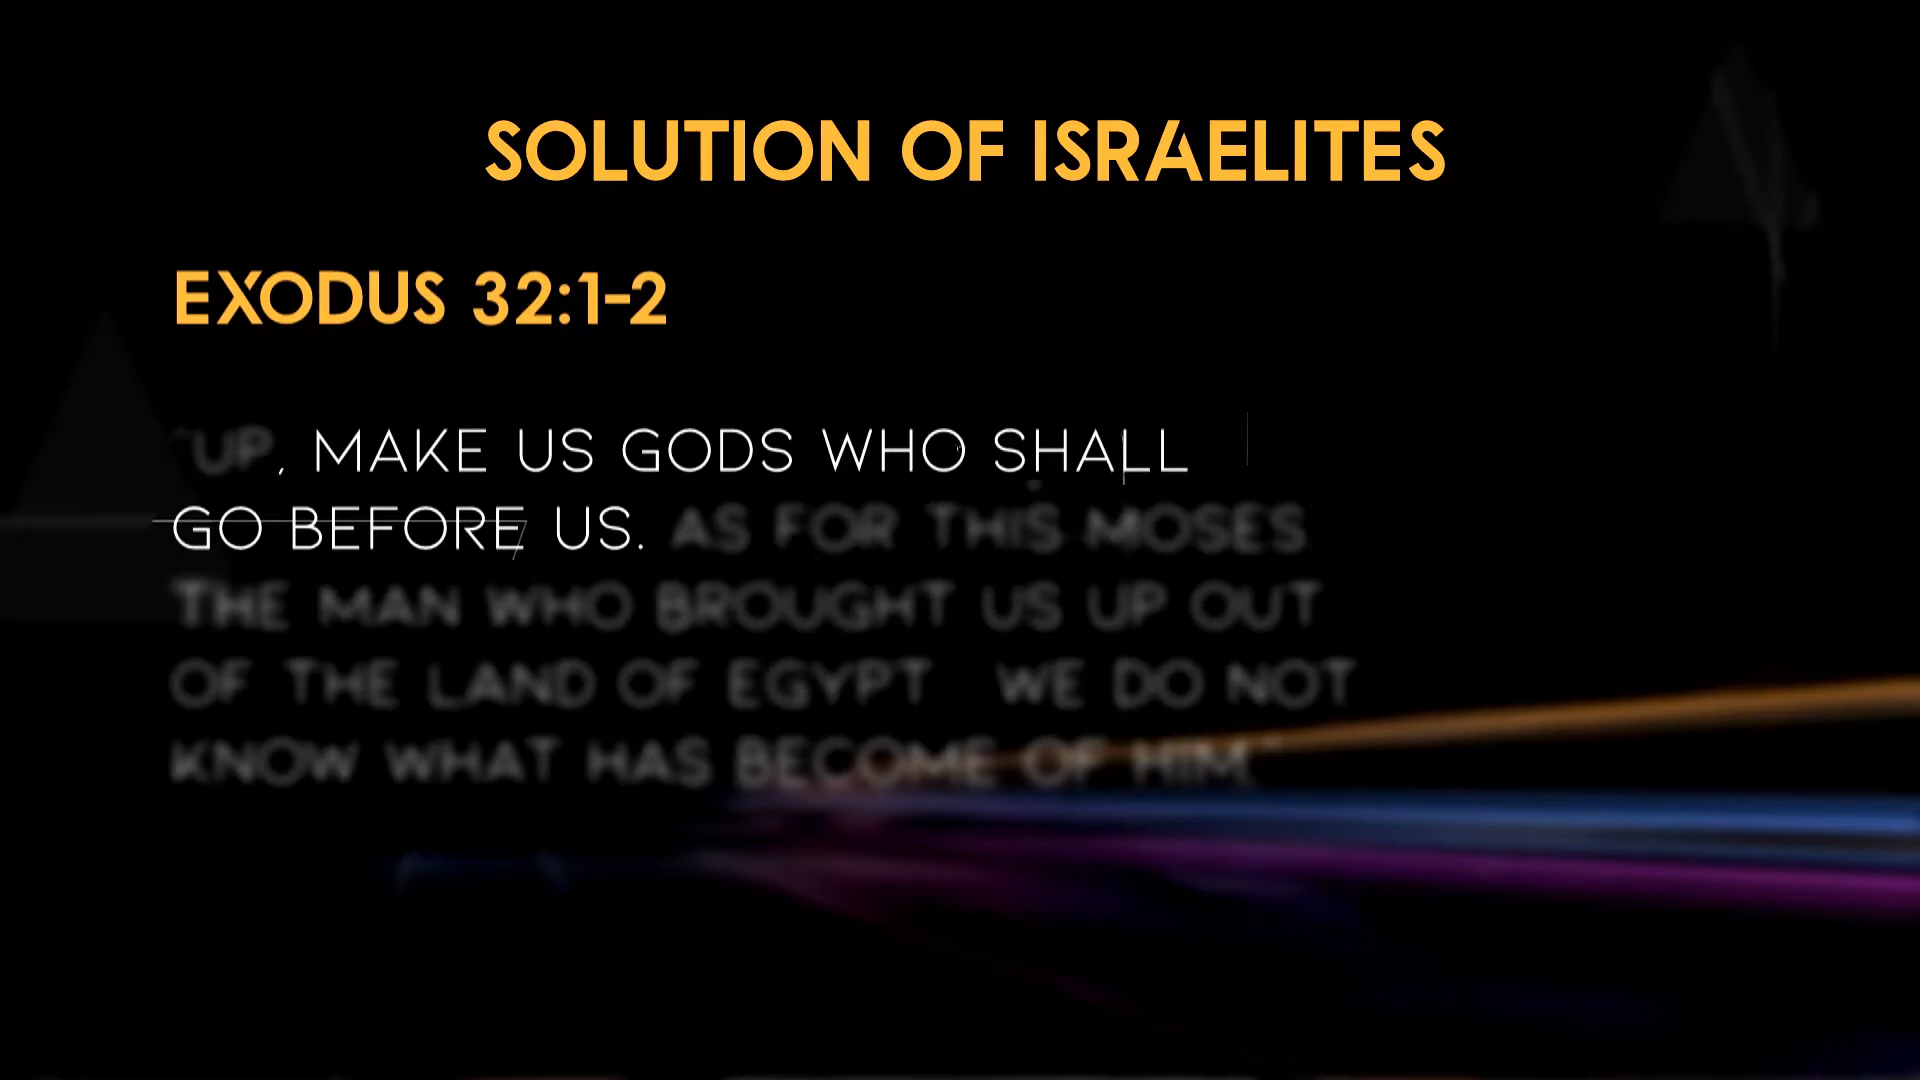 SOLUTION OF ISRAELITES
EXODUS 32:1-2
"UP, MAKE US GODS WHO SHALL
GO BEFORE US. AS FOR THIS MOSES
THE MAN WHO BROUGHT US UP OUT
OF THE LAND OF EGYPT WE DO NOT
KNOW WHAT HAS BECOME OF HIM."